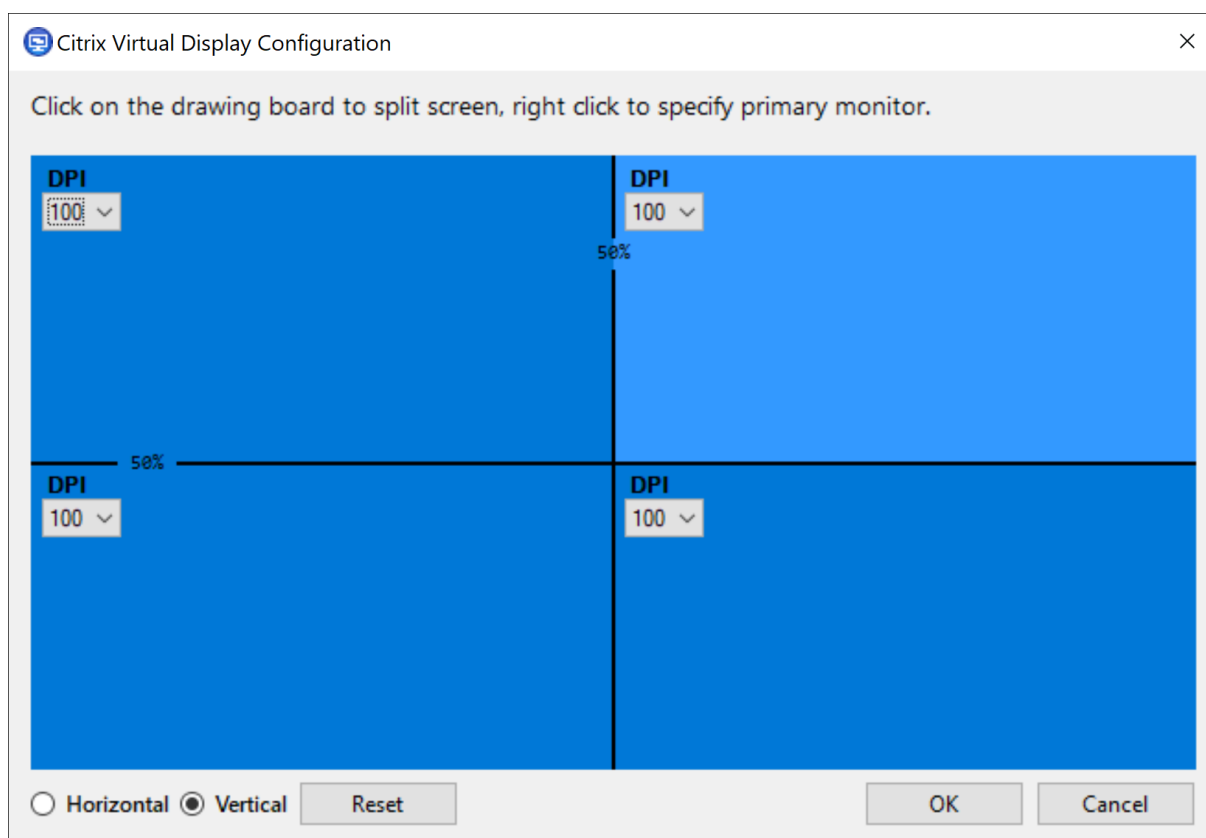 Citrix Virtual Display Configuration
Click on the drawing board to split screen, right click to specify primary monitor.
DPI
100
DPI
100
50%
50%
DPI
100
DPI
100
Horizontal Vertical Reset OK Cancel